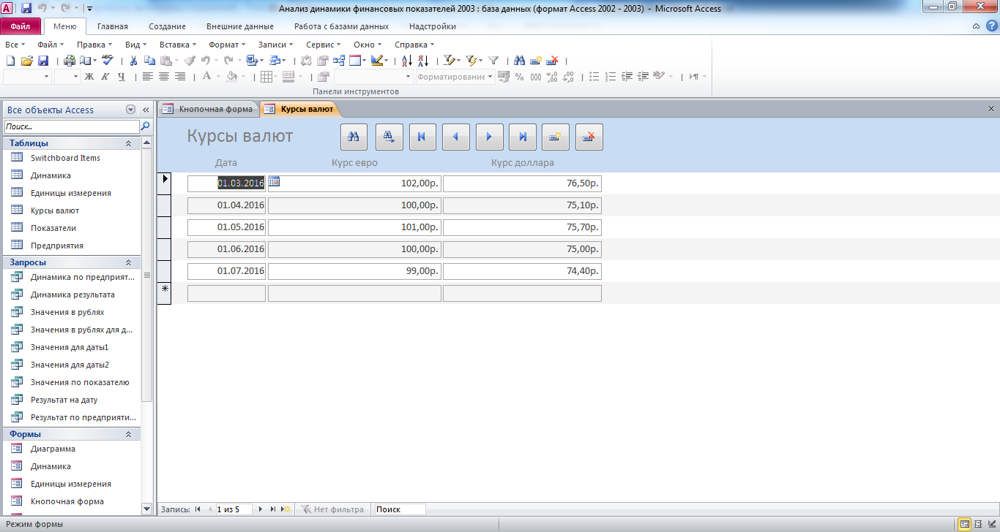 Анализ динамики финансовых показателей 2003 : база данных (формат Access 2002 - 2003) - Microsoft Access
Файл Меню Главная Создание Внешние данные Работа с базами данных Надстройки
Все Файл Правка Вид Вставка Формат Записи Сервис Окно Справка
Ж К Ч А Форматирование % 000
Панели инструментов
Все объекты Access
Поиск..
Таблицы
Switchboard Items
Динамика
Единицы измерения
Курсы валют
Показатели
Предприятия
Запросы
Динамика по предприят...
Динамика результата
Значения в рублях
Значения в рублях для д...
Значения для даты1
Значения для даты2
Значения по показателю
Результат на дату
Результат по предприяти...
Формы
Диаграмма
Динамика
Единицы измерения
Кнопочная форма
Кнопочная форма Курсы валют
Курсы валют
Дата Курс евро Курс доллара
01.03.2016 102,00р. 76,50р.
01.04.2016 100,00р. 75,10р.
01.05.2016 101,00р. 75,70р.
01.06.2016 100,00р. 75,00р.
01.07.2016 99,00р. 74,40р.
Запись: 1 из 5 Нет фильтра Поиск
Режим формы